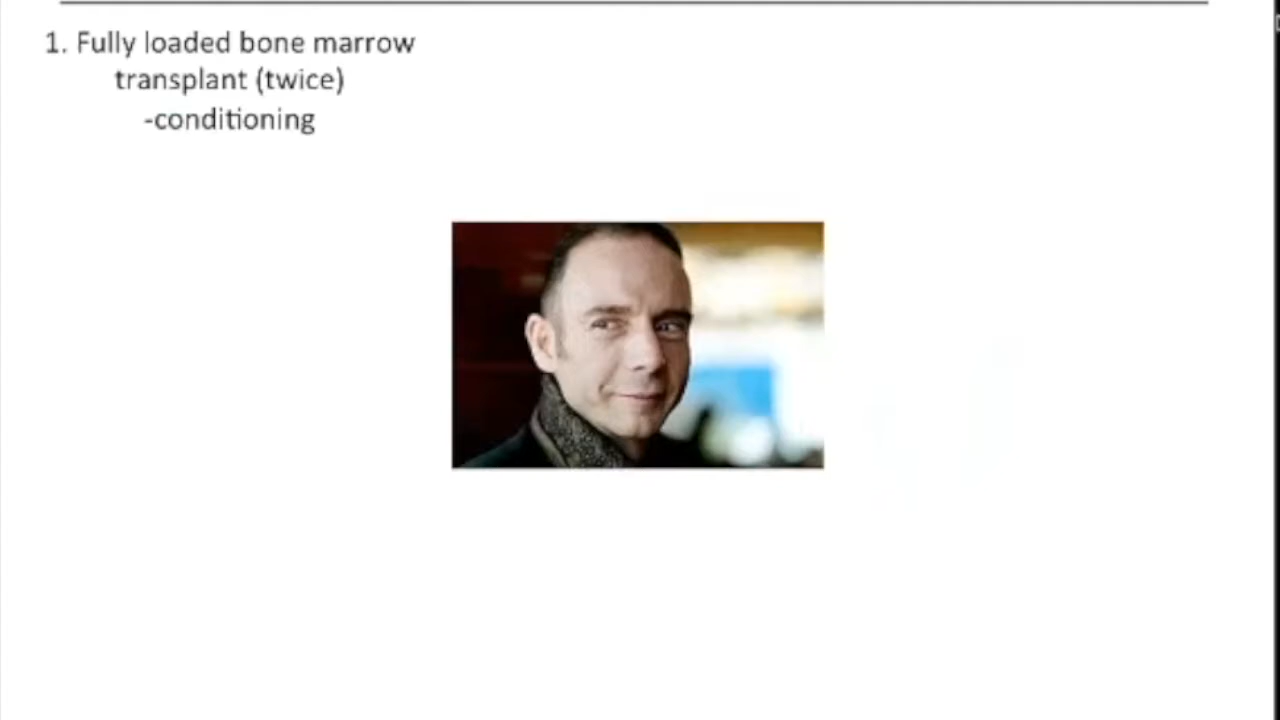 1. Fully loaded bone marrow
transplant (twice)
-conditioning